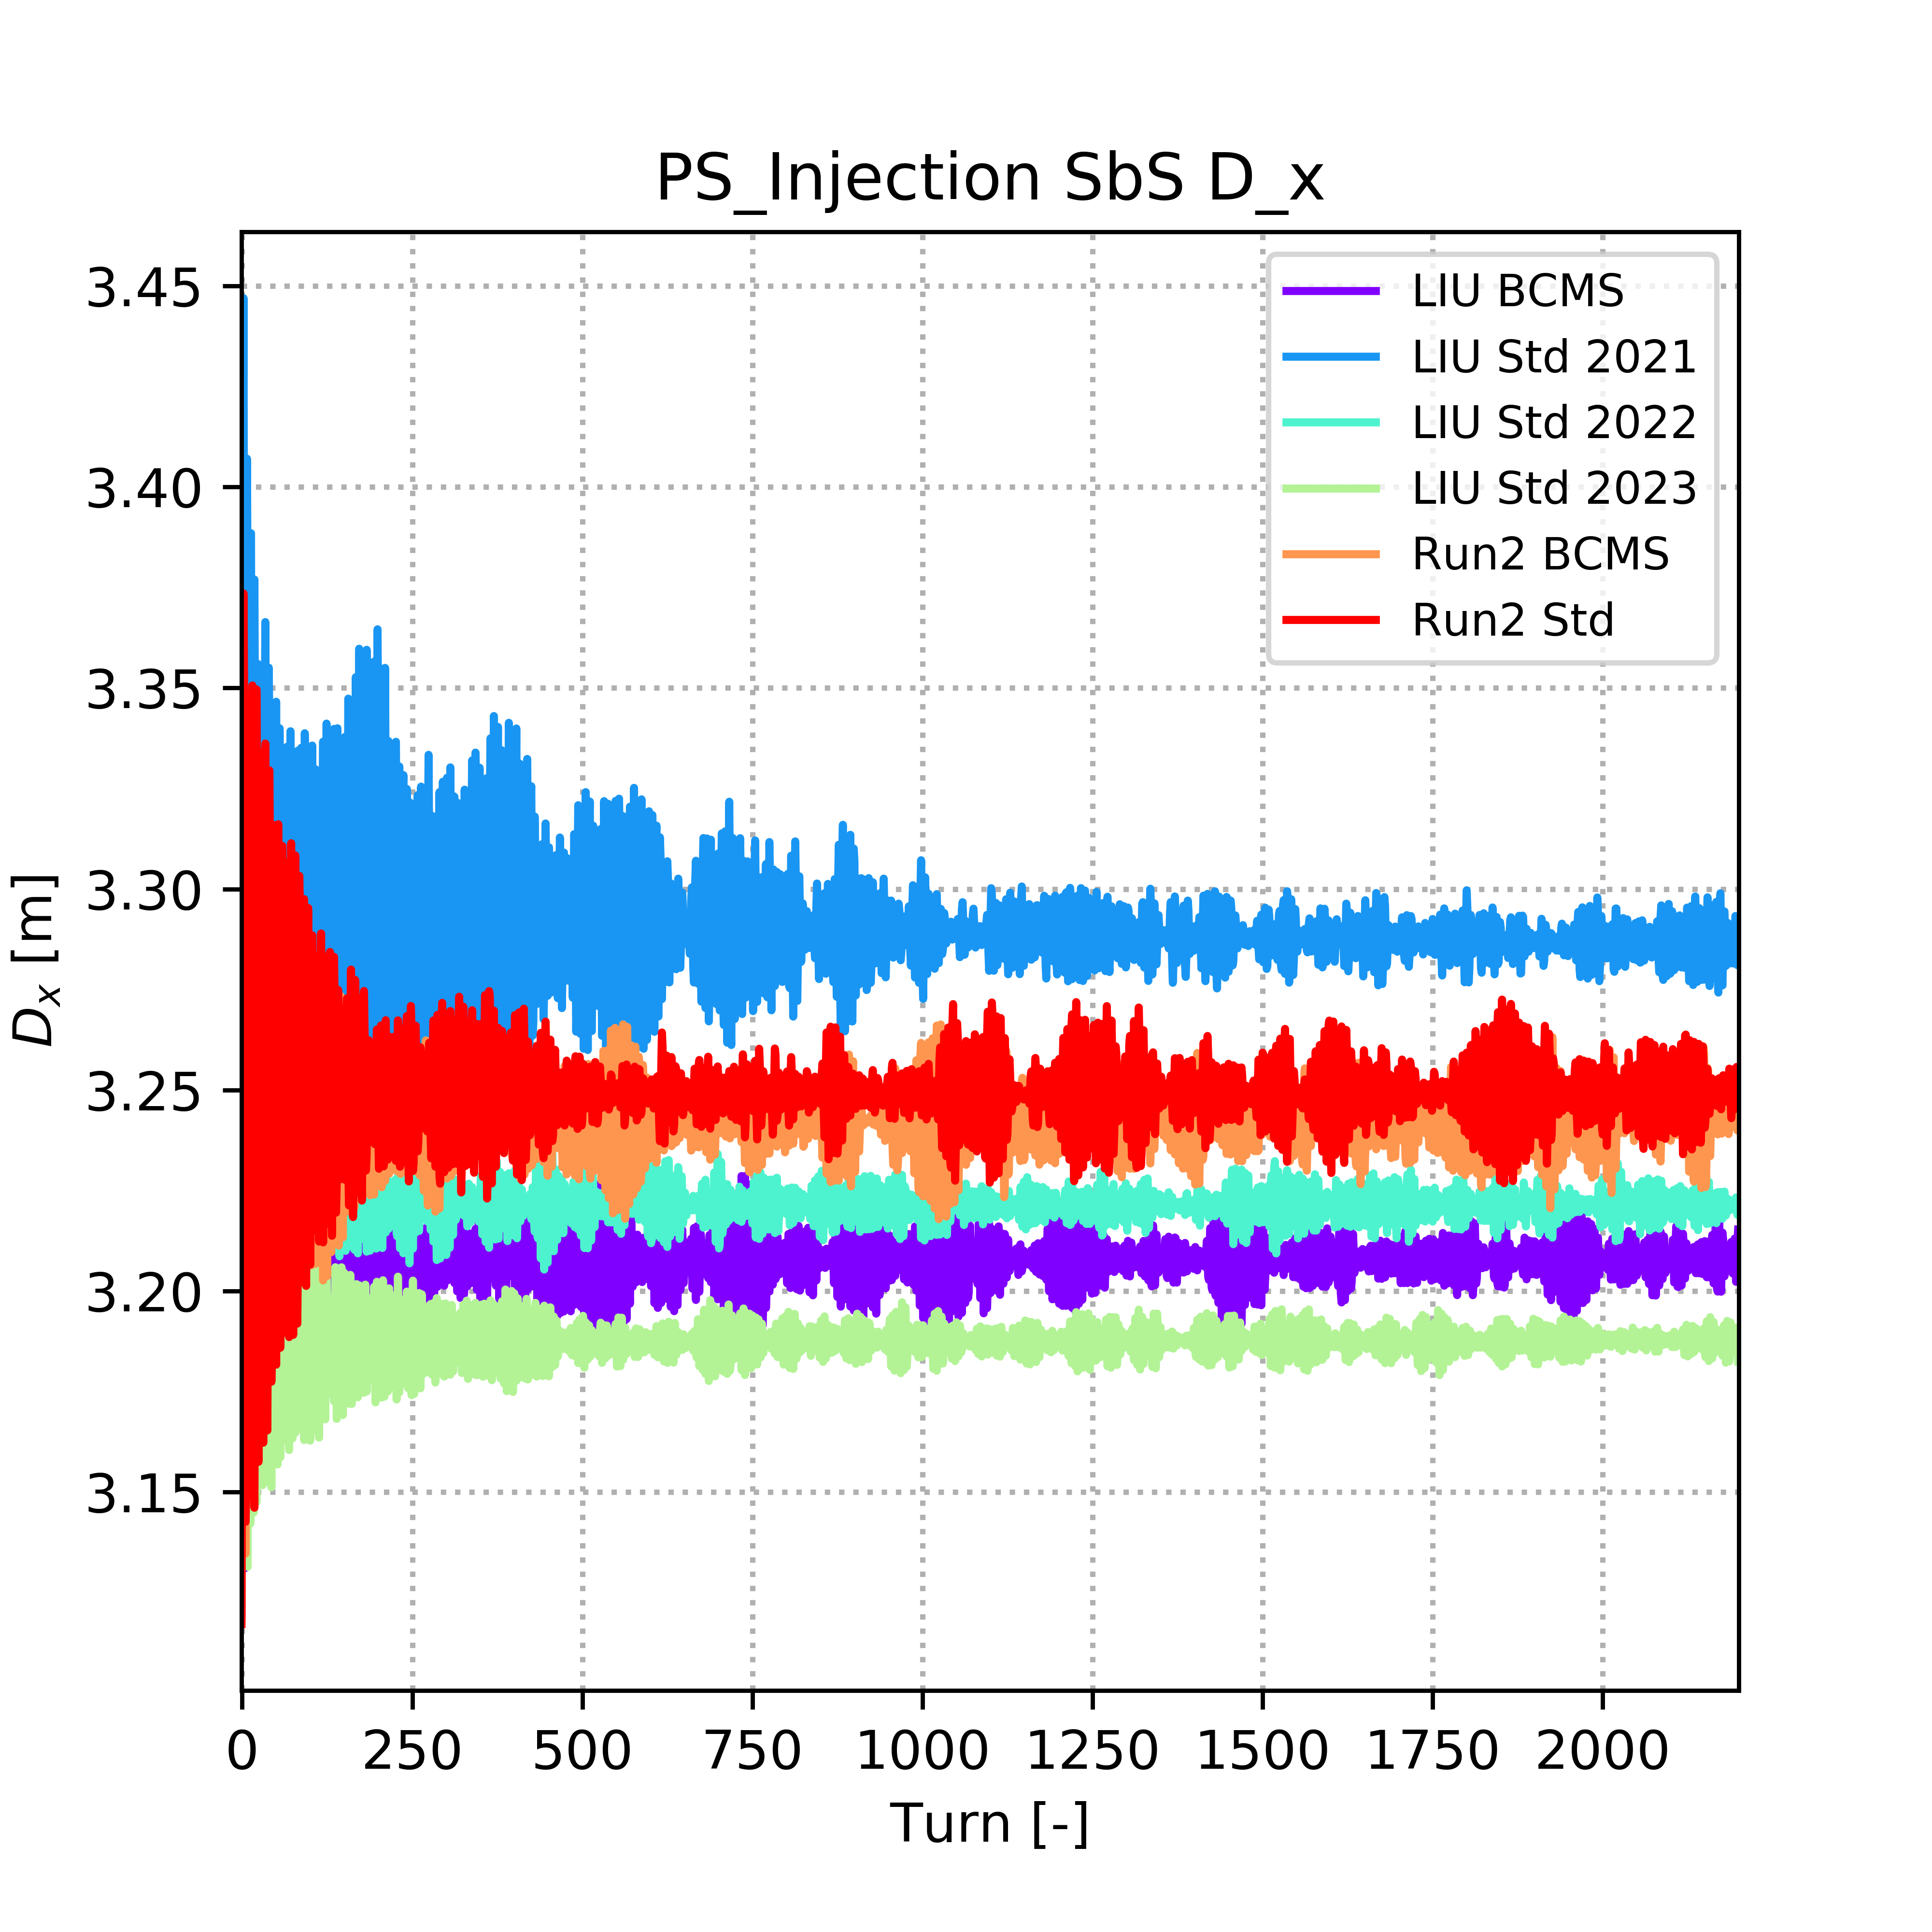 PS_Injection SbS D_x
3.45
3.40
3.35
3.30
3.25
3.20
3.15
D_x [m]
LIU BCMS
LIU Std 2021
LIU Std 2022
LIU Std 2023
Run2 BCMS
Run2 Std
0 250 500 750 1000 1250 1500 1750 2000
Turn [-]